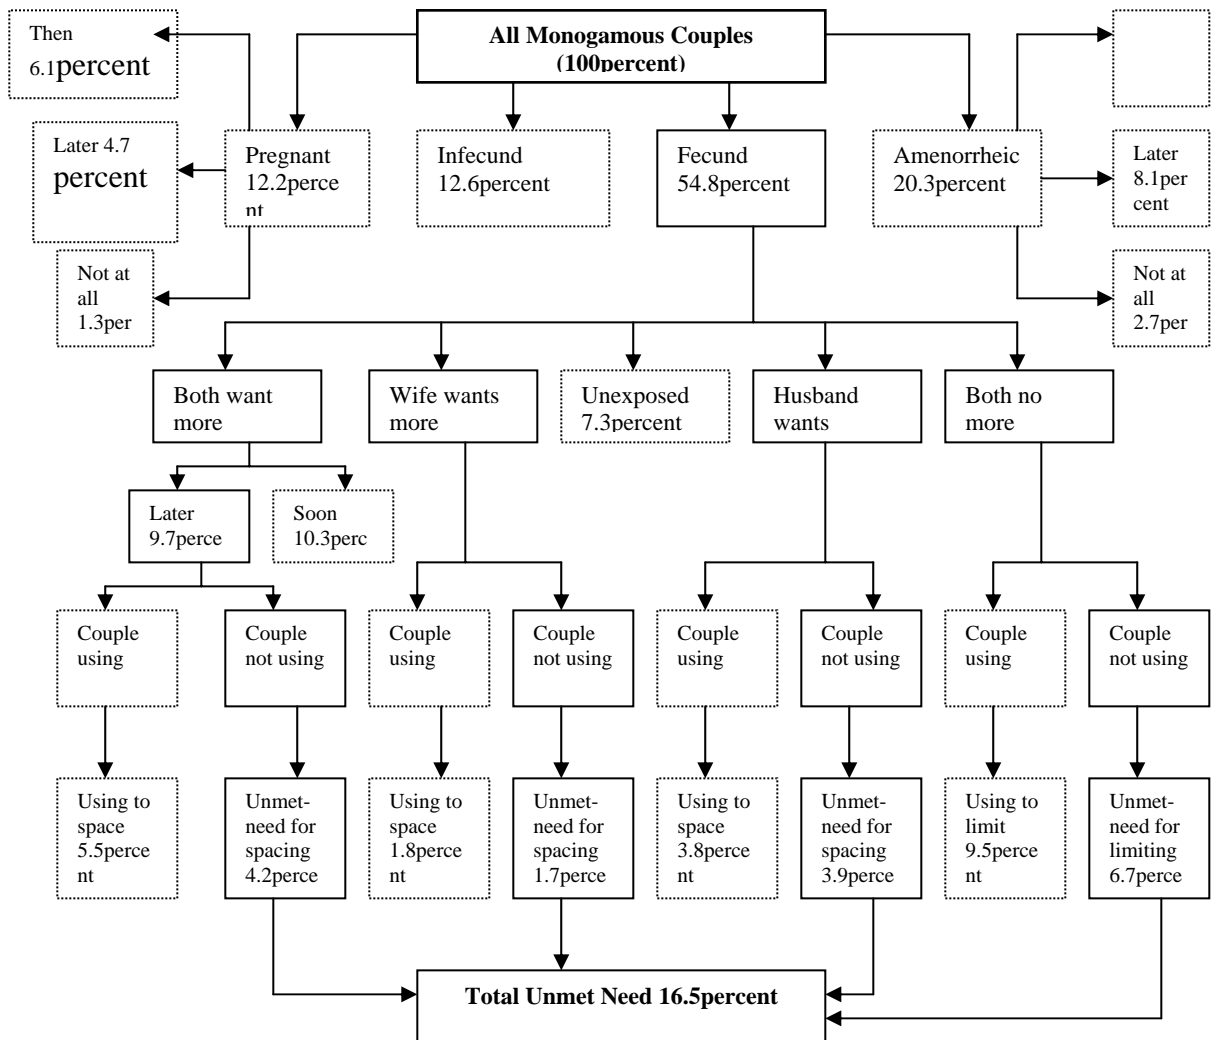 All Monogamous Couples
(100percent)
Then
6.1percent
Later 4.7
percent
Pregnant
12.2perce
nt
Infecund
12.6percent
Fecund
54.8percent
Amenorrheic
20.3percent
Later
8.1per
cent
Not at
all
1.3per
Not at
all
2.7per
Both want
more
Wife wants
more
Unexposed
7.3percent
Husband
wants
Both no
more
Later
9.7perce
Soon
10.3perc
Couple
using
Couple
not using
Couple
using
Couple
not using
Couple
using
Couple
not using
Couple
using
Couple
not using
Using to
space
5.5perce
nt
Unmet-
need for
spacing
4.2perce
Using to
space
1.8perce
nt
Unmet-
need for
spacing
1.7perce
Using to
space
3.8perce
nt
Unmet-
need for
spacing
3.9perce
Using to
limit
9.5perce
nt
Unmet-
need for
limiting
6.7perce
Total Unmet Need 16.5percent